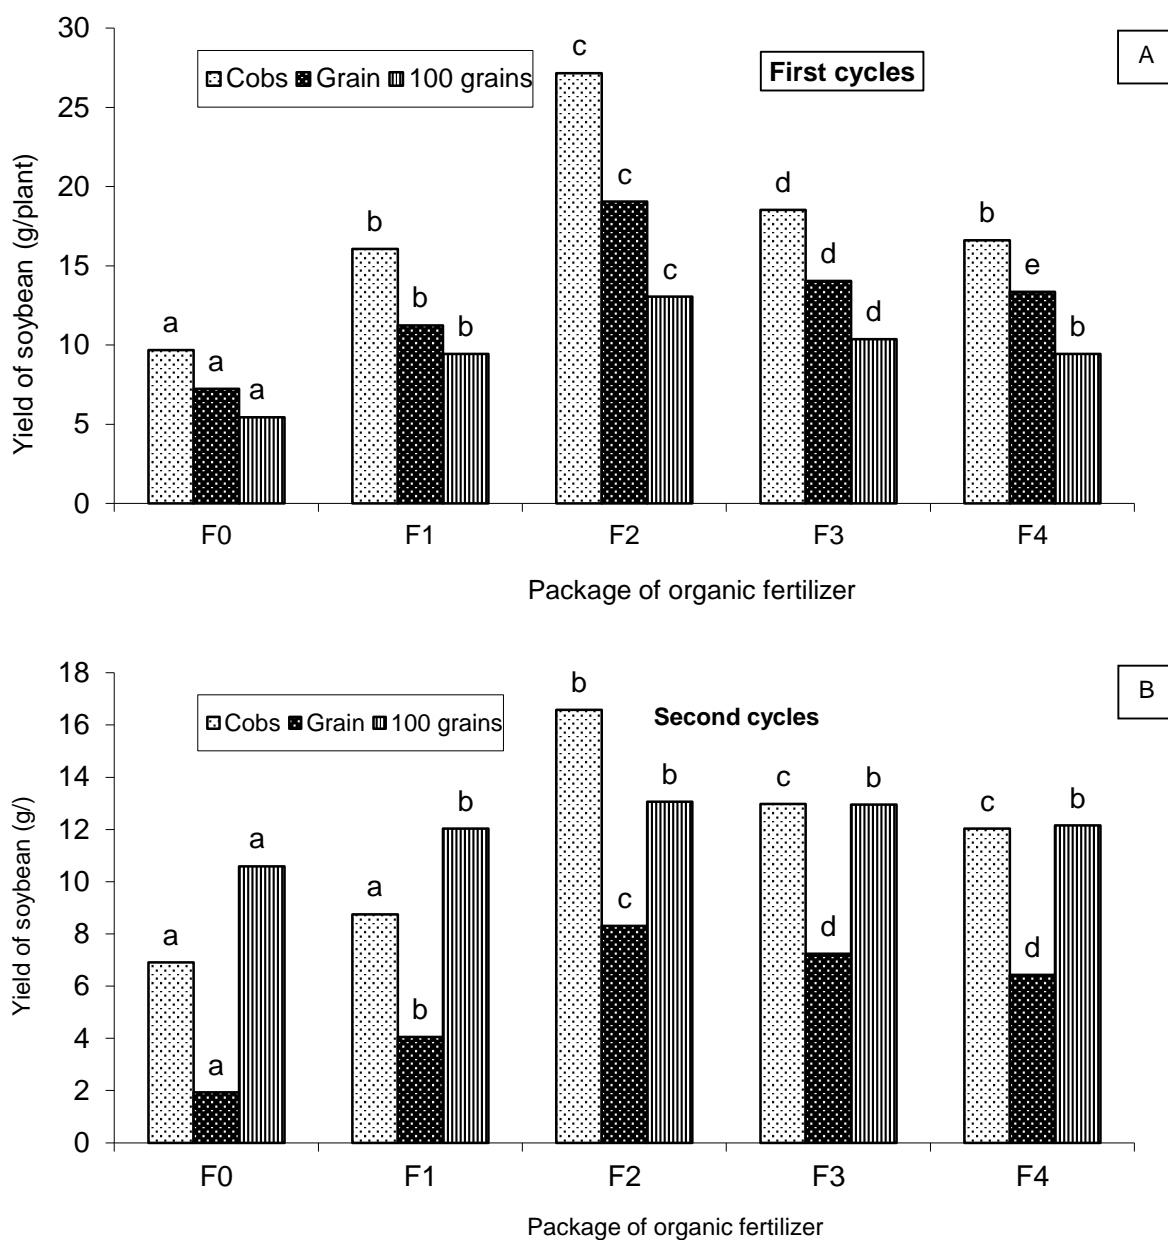 30
25
20
15
10
5
0
Yield of soybean (g/plant)
Cobs Grain 100 grains
First cycles
A
a a a
b b b
c c c
d d d
b e b
F0 F1 F2 F3 F4
Package of organic fertilizer
18
16
14
12
10
8
6
4
2
0
Yield of soybean (g/)
Cobs Grain 100 grains
Second cycles
B
a a a
a b b
b c b
c d b
c d b
F0 F1 F2 F3 F4
Package of organic fertilizer